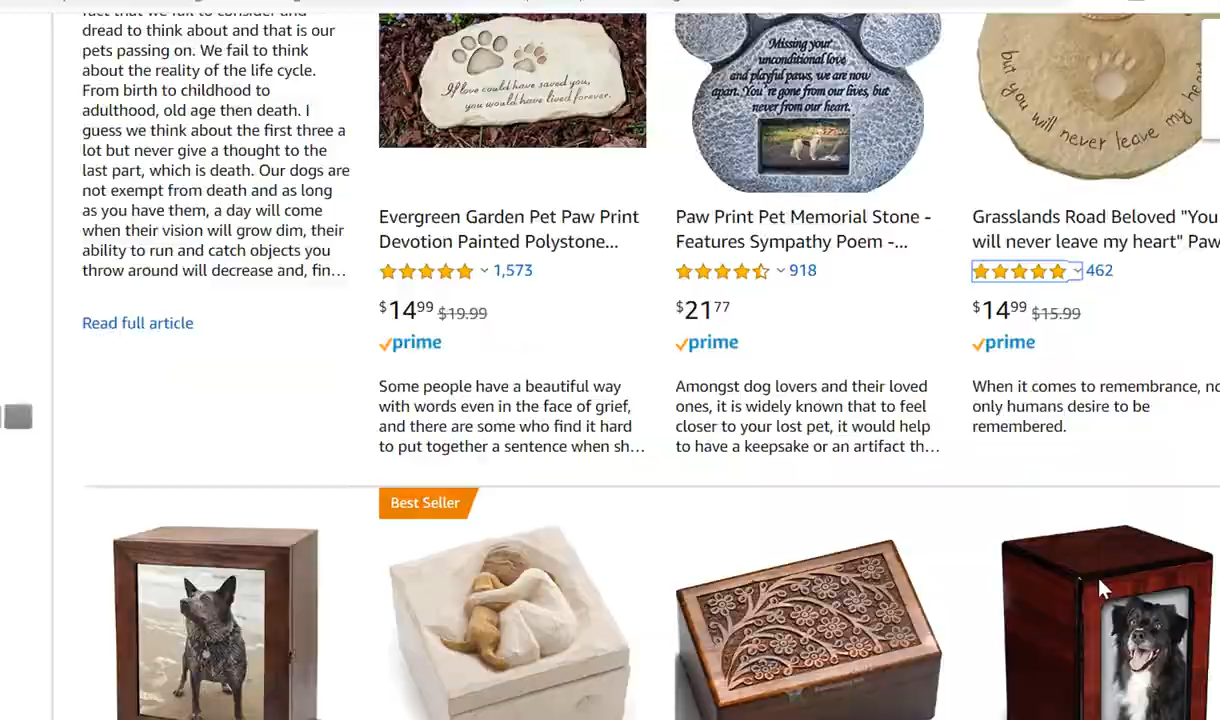 fact that we fail to consider and
dread to think about and that is our
pets passing on. We fail to think
about the reality of the life cycle.
From birth to childhood to
adulthood, old age then death. I
guess we think about the first three a
lot but never give a thought to the
last part, which is death. Our dogs are
not exempt from death and as long
as you have them, a day will come
when their vision will grow dim, their
ability to run and catch objects you
throw around will decrease and, fin...
Read full article
If love could have saved you,
you would have lived forever.
Evergreen Garden Pet Paw Print
Devotion Painted Polystone...
1,573
$14.99 $19.99
prime
Some people have a beautiful way
with words even in the face of grief,
and there are some who find it hard
to put together a sentence when sh...
Missing your
unconditional love
and playful paws, we are now
apart. You're gone from our lives, but
never from our heart.
Paw Print Pet Memorial Stone -
Features Sympathy Poem -...
918
$21.77
prime
Amongst dog lovers and their loved
ones, it is widely known that to feel
closer to your lost pet, it would help
to have a keepsake or an artifact th...
but you will never leave my hear
Grasslands Road Beloved "You
will never leave my heart" Paw
462
$14.99 $15.99
prime
When it comes to remembrance, no
only humans desire to be
remembered.
Best Seller